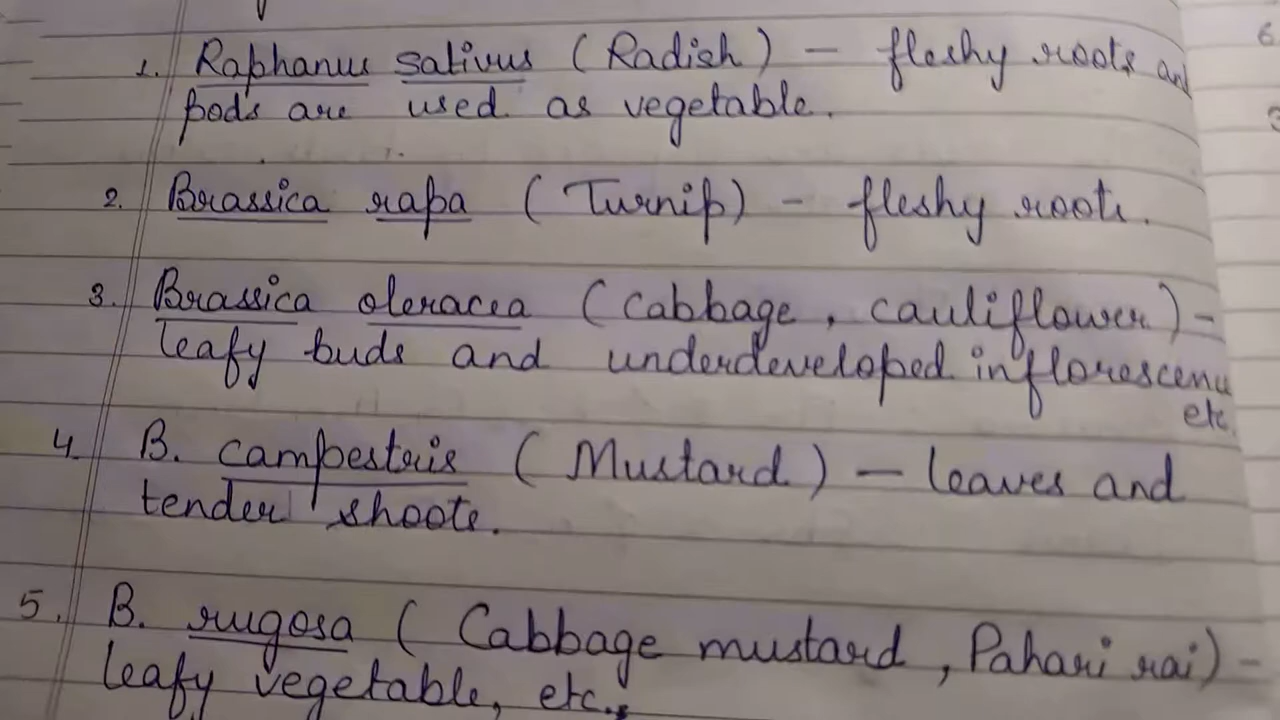 1. Raphanus sativus (Radish) — fleshy roots and
pods are used as vegetable.
2. Brassica rapa (Turnip) - fleshy roots.
3. Brassica oleracea (Cabbage, cauliflower) -
leafy buds and underdeveloped inflorescence
etc.
4. B. campestris (Mustard) — leaves and
tender shoots.
5. B. rugosa (Cabbage mustard, Pahari rai) -
leafy vegetable, etc.,
6